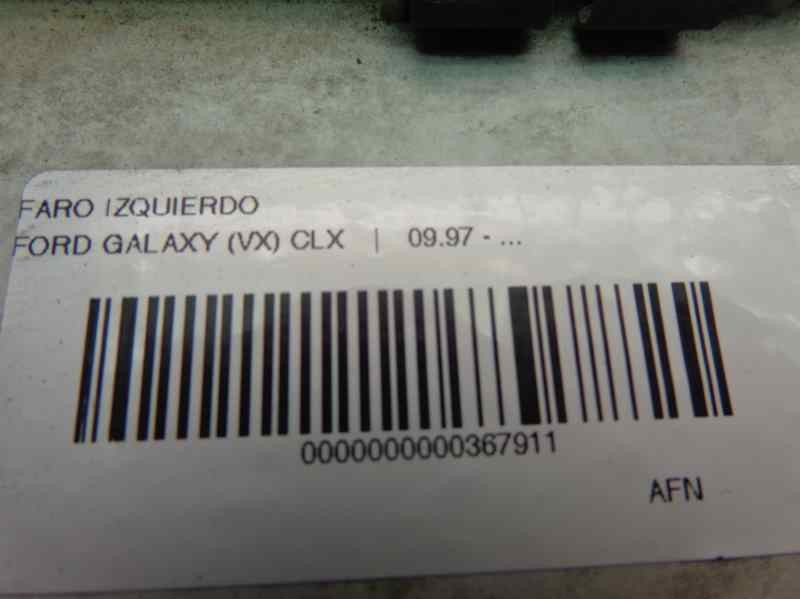 FARO IZQUIERDO
FORD GALAXY (VX) CLX | 09.97 - ...
0000000000367911
AFN